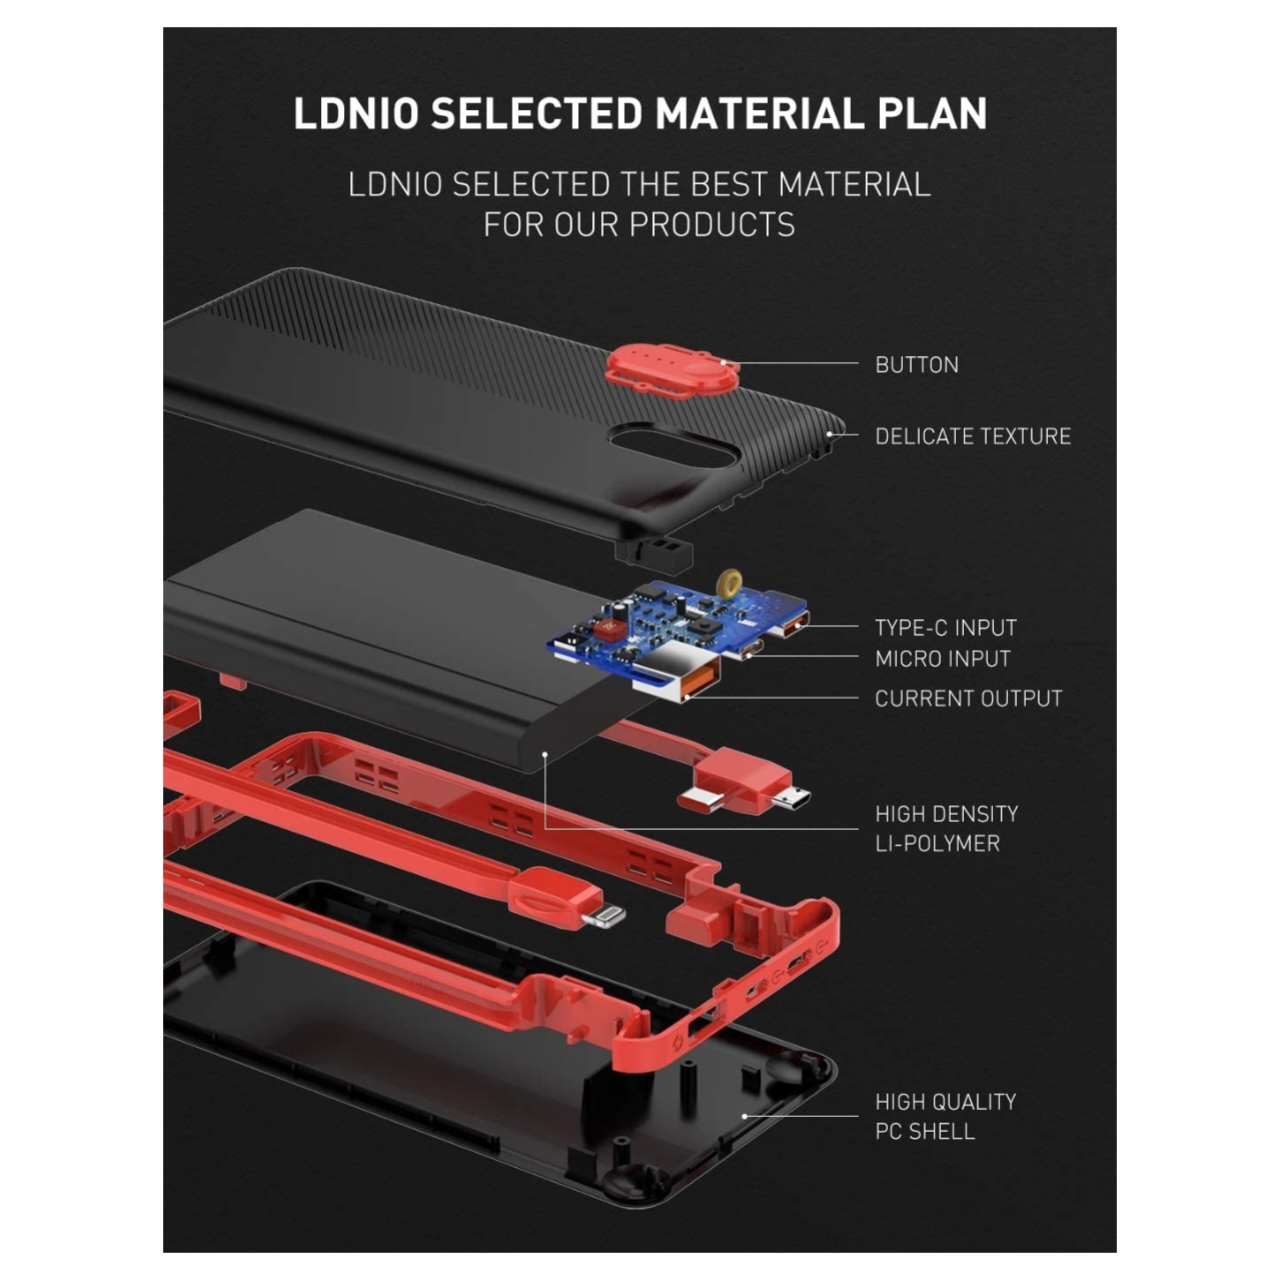 LDNIO SELECTED MATERIAL PLAN
LDNIO SELECTED THE BEST MATERIAL
FOR OUR PRODUCTS
BUTTON
DELICATE TEXTURE
TYPE-C INPUT
MICRO INPUT
CURRENT OUTPUT
HIGH DENSITY
LI-POLYMER
HIGH QUALITY
PC SHELL